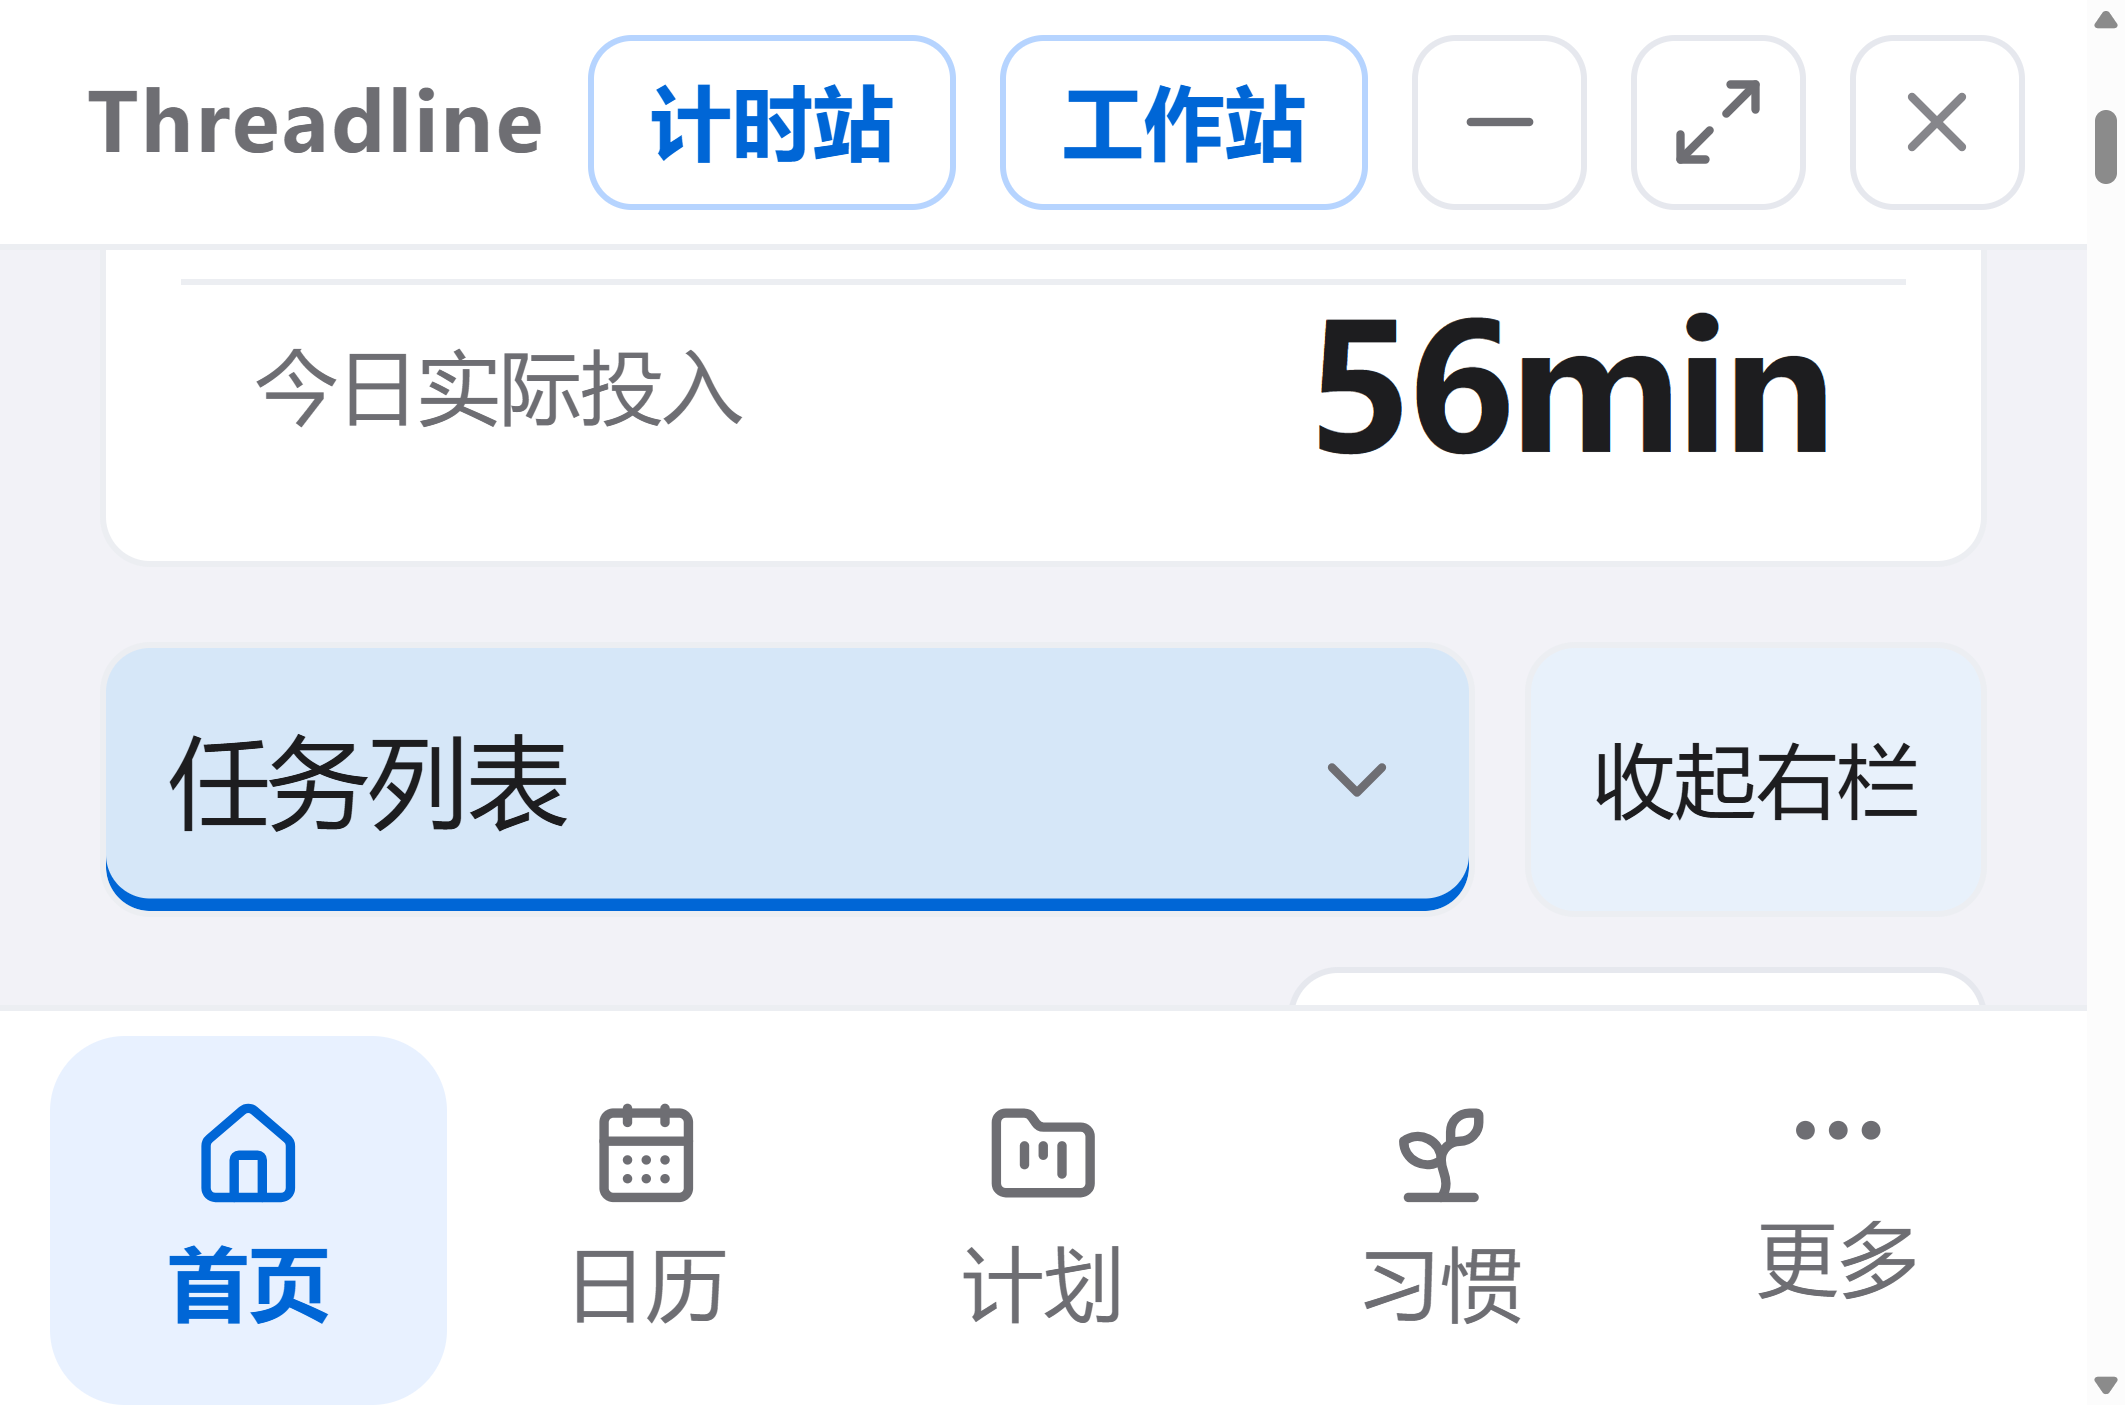 Threadline 计时站 工作站
今日实际投入 56min
任务列表 收起右栏
首页 日历 计划 习惯 更多